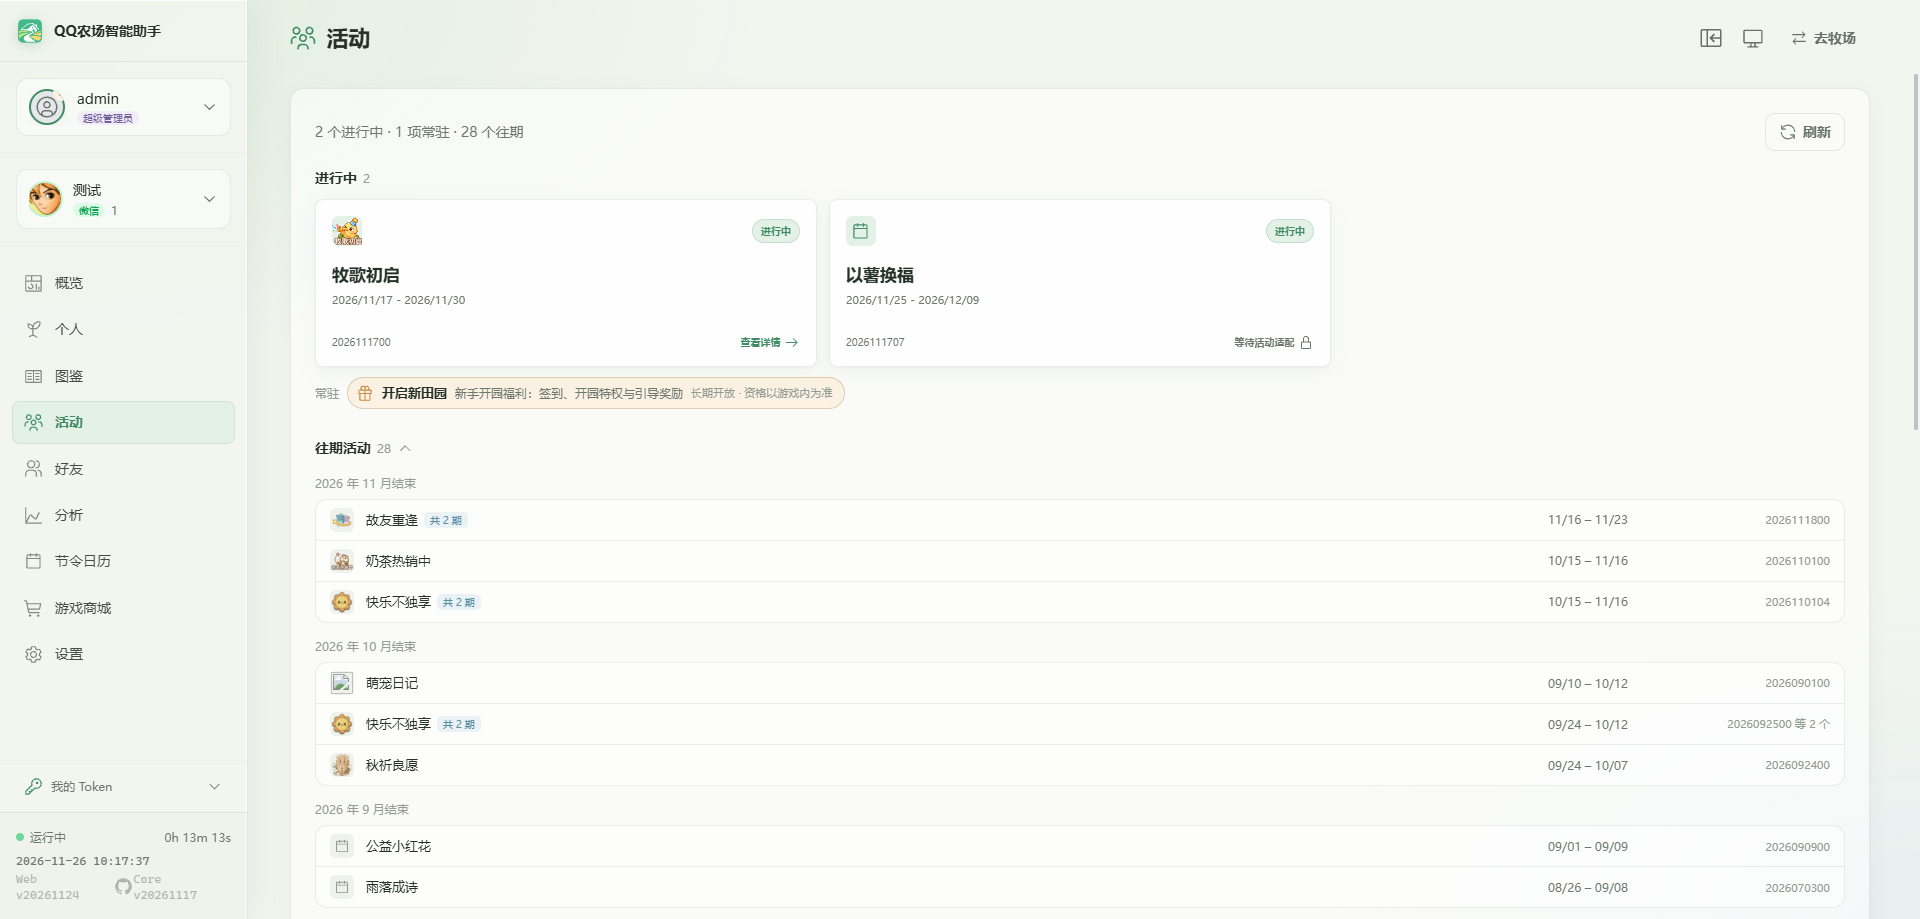 QQ农场智能助手
admin
超级管理员
测试
微信 1
概览
个人
图鉴
活动
好友
分析
节令日历
游戏商城
设置
我的 Token
运行中 0h 13m 13s
2026-11-26 10:17:37
Web v20261124
Core v20261117
活动
去牧场
2 个进行中 · 1 项常驻 · 28 个往期
刷新
进行中 2
进行中
牧歌初启
2026/11/17 - 2026/11/30
2026111700 查看详情
进行中
以薯换福
2026/11/25 - 2026/12/09
2026111707 等待活动适配
常驻 开启新田园 新手开园福利：签到、开园特权与引导奖励 长期开放 · 资格以游戏内为准
往期活动 28
2026 年 11 月结束
故友重逢 共 2 期 11/16 – 11/23 2026111800
奶茶热销中 10/15 – 11/16 2026110100
快乐不独享 共 2 期 10/15 – 11/16 2026110104
2026 年 10 月结束
萌宠日记 09/10 – 10/12 2026090100
快乐不独享 共 2 期 09/24 – 10/12 2026092500 等 2 个
秋祈良愿 09/24 – 10/07 2026092400
2026 年 9 月结束
公益小红花 09/01 – 09/09 2026090900
雨落成诗 08/26 – 09/08 2026070300